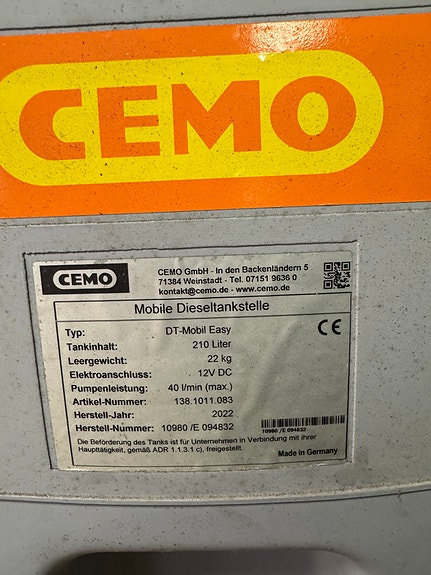 CEMO
CEMO
CEMO GmbH - In den Backenländern 5
71384 Weinstadt - Tel. 07151 9636 0
kontakt@cemo.de - www.cemo.de
Mobile Dieseltankstelle
Typ: DT-Mobil Easy
Tankinhalt: 210 Liter
Leergewicht: 22 kg
Elektroanschluss: 12V DC
Pumpenleistung: 40 l/min (max.)
Artikel-Nummer: 138.1011.083
Herstell-Jahr: 2022
Herstell-Nummer: 10980 /E 094832
CE
10980 /E 094832
Die Beförderung des Tanks ist für Unternehmen in Verbindung mit ihrer
Haupttätigkeit, gemäß ADR 1.1.3.1 c), freigestellt.
Made in Germany